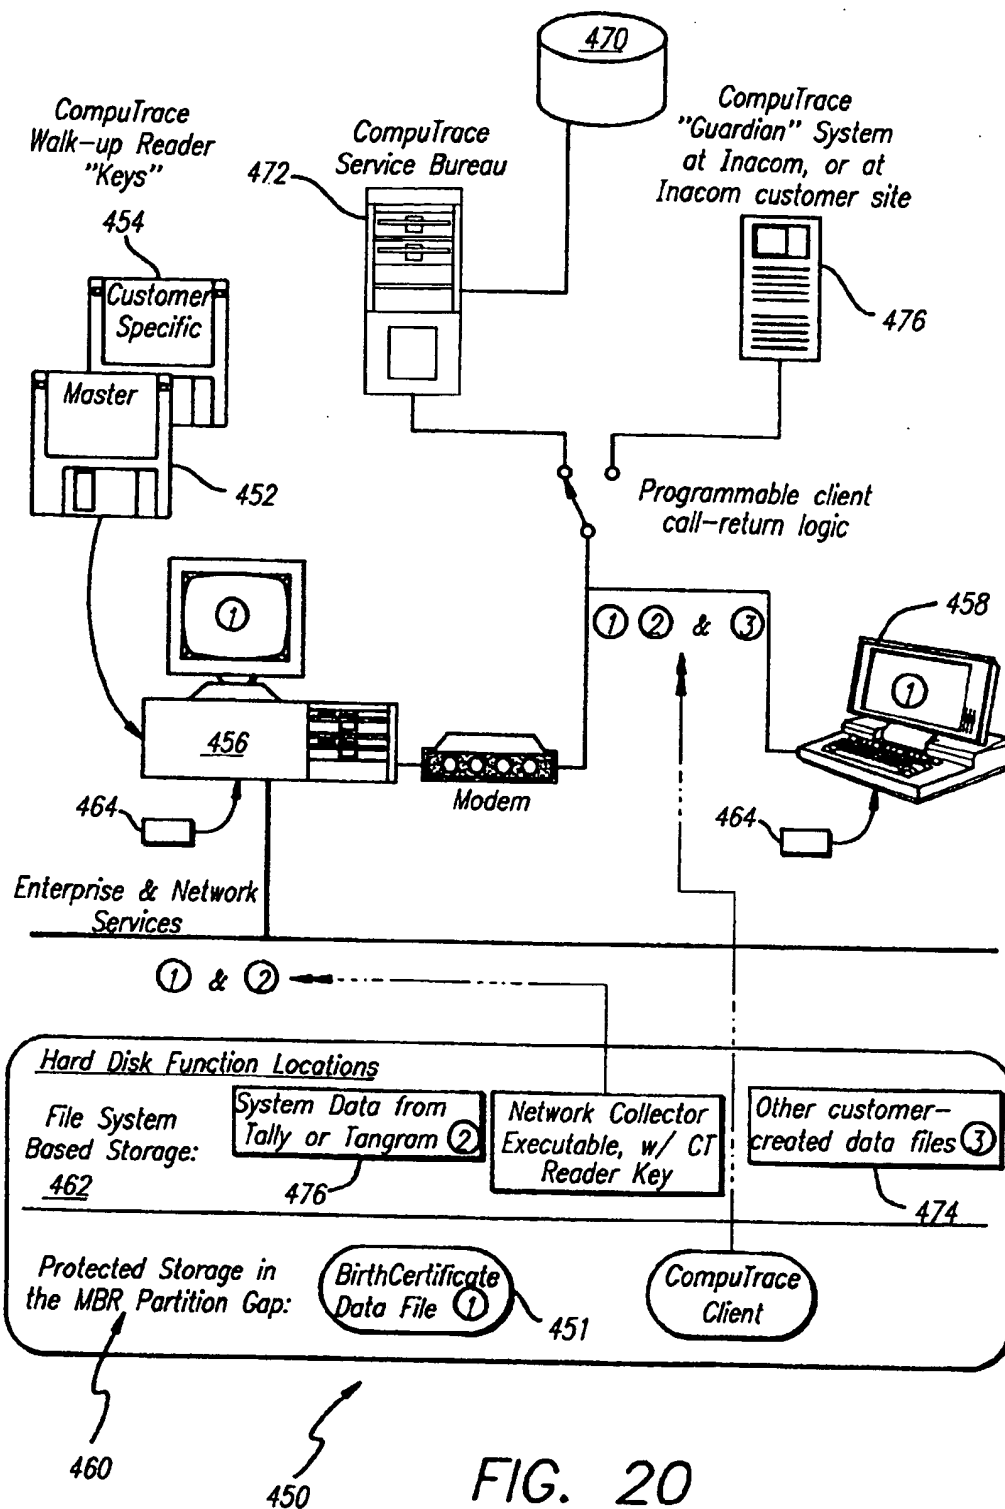 470
CompuTrace
Walk-up Reader
"Keys"
454
CompuTrace
Service Bureau
472
CompuTrace
"Guardian" System
at Inacom, or at
Inacom customer site
476
Customer
Specific
Master
452
Programmable client
call-return logic
1
456
Modem
464
1 2 & 3
458
1
464
Enterprise & Network
Services
1 & 2
Hard Disk Function Locations
File System
Based Storage:
462
System Data from
Tally or Tangram 2
476
Network Collector
Executable, w/ CT
Reader Key
Other customer-
created data files 3
474
Protected Storage in
the MBR Partition Gap:
BirthCertificate
Data File 1
451
CompuTrace
Client
460
450
FIG. 20